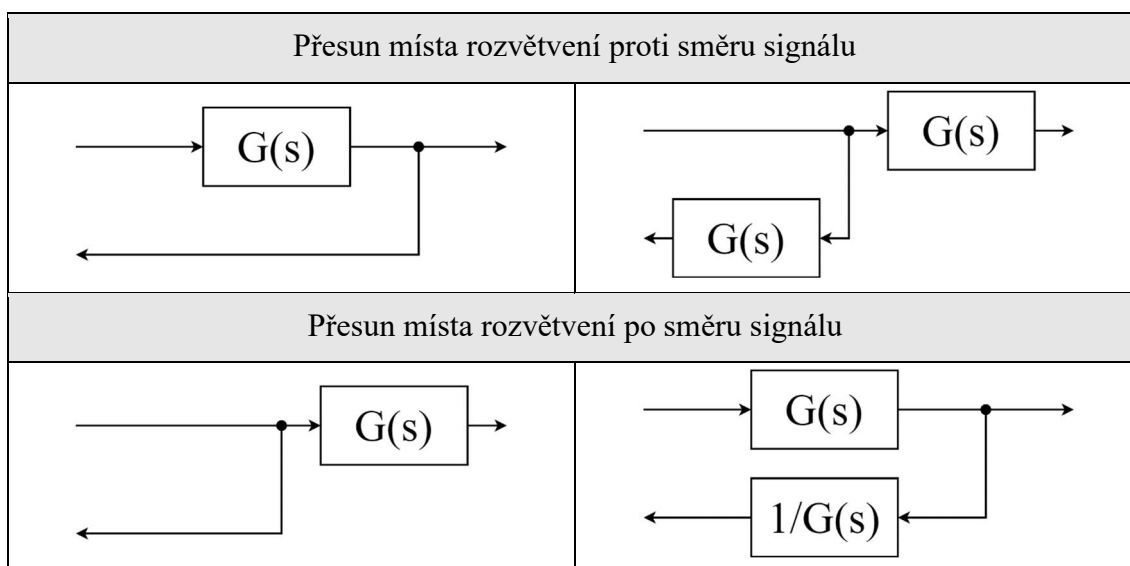 Přesun místa rozvětvení proti směru signálu
G(s)
G(s)
G(s)
Přesun místa rozvětvení po směru signálu
G(s)
G(s)
1/G(s)